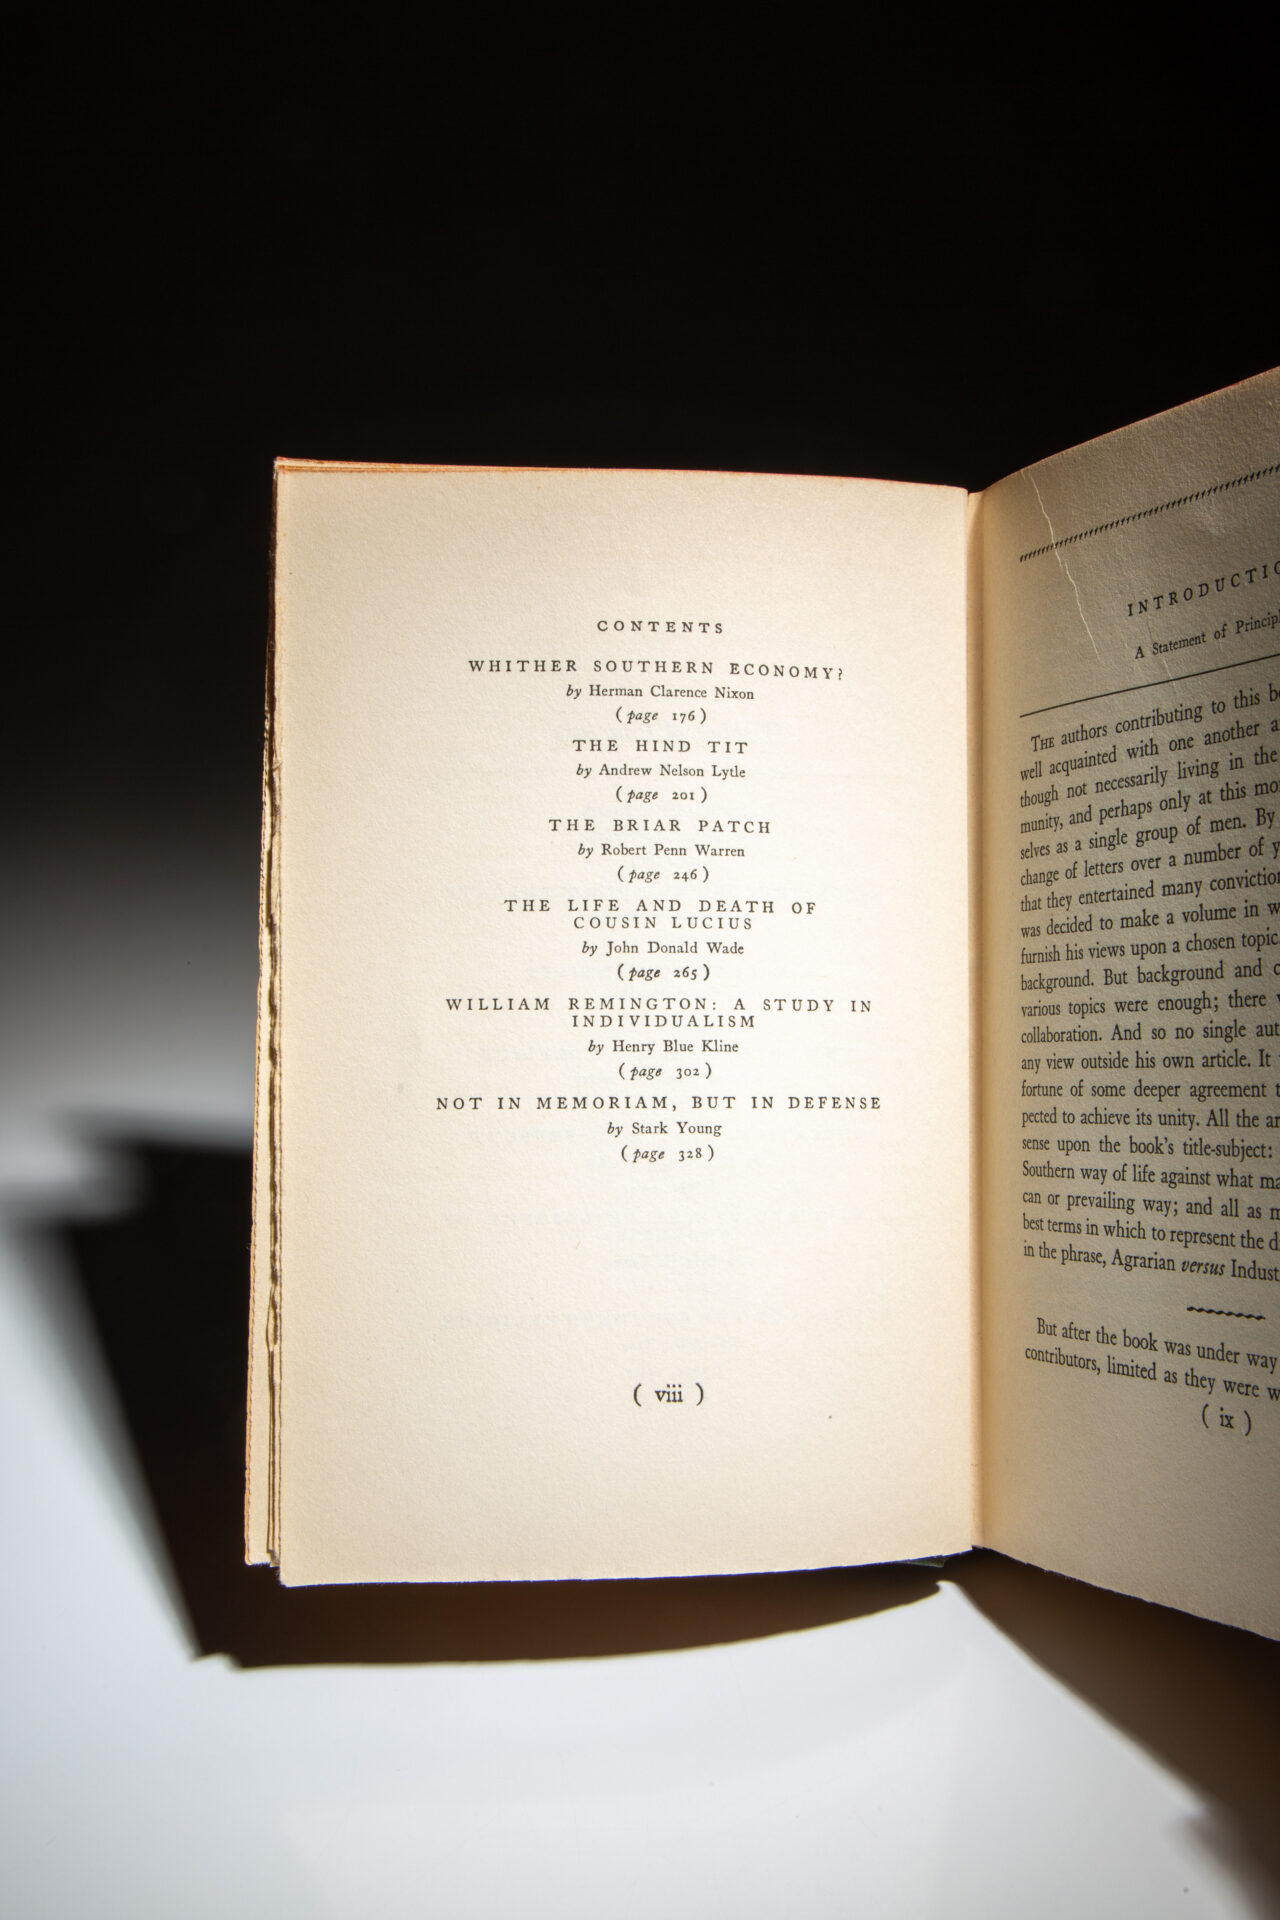 CONTENTS
WHITHER SOUTHERN ECONOMY?
by Herman Clarence Nixon
(page 176)
THE HIND TIT
by Andrew Nelson Lytle
(page 201)
THE BRIAR PATCH
by Robert Penn Warren
(page 246)
THE LIFE AND DEATH OF
COUSIN LUCIUS
by John Donald Wade
(page 265)
WILLIAM REMINGTON: A STUDY IN
INDIVIDUALISM
by Henry Blue Kline
(page 302)
NOT IN MEMORIAM, BUT IN DEFENSE
by Stark Young
(page 328)
( viii )
INTRODUCTIO
A Statement of Princip
THE authors contributing to this b
well acquainted with one another a
though not necessarily living in the
munity, and perhaps only at this mo
selves as a single group of men. By
change of letters over a number of y
that they entertained many conviction
was decided to make a volume in w
furnish his views upon a chosen topic
background. But background and c
various topics were enough; there
collaboration. And so no single aut
any view outside his own article. It
fortune of some deeper agreement t
pected to achieve its unity. All the ar
sense upon the book's title-subject:
Southern way of life against what ma
can or prevailing way; and all as m
best terms in which to represent the d
in the phrase, Agrarian versus Indust
But after the book was under way
contributors, limited as they were w
( ix )